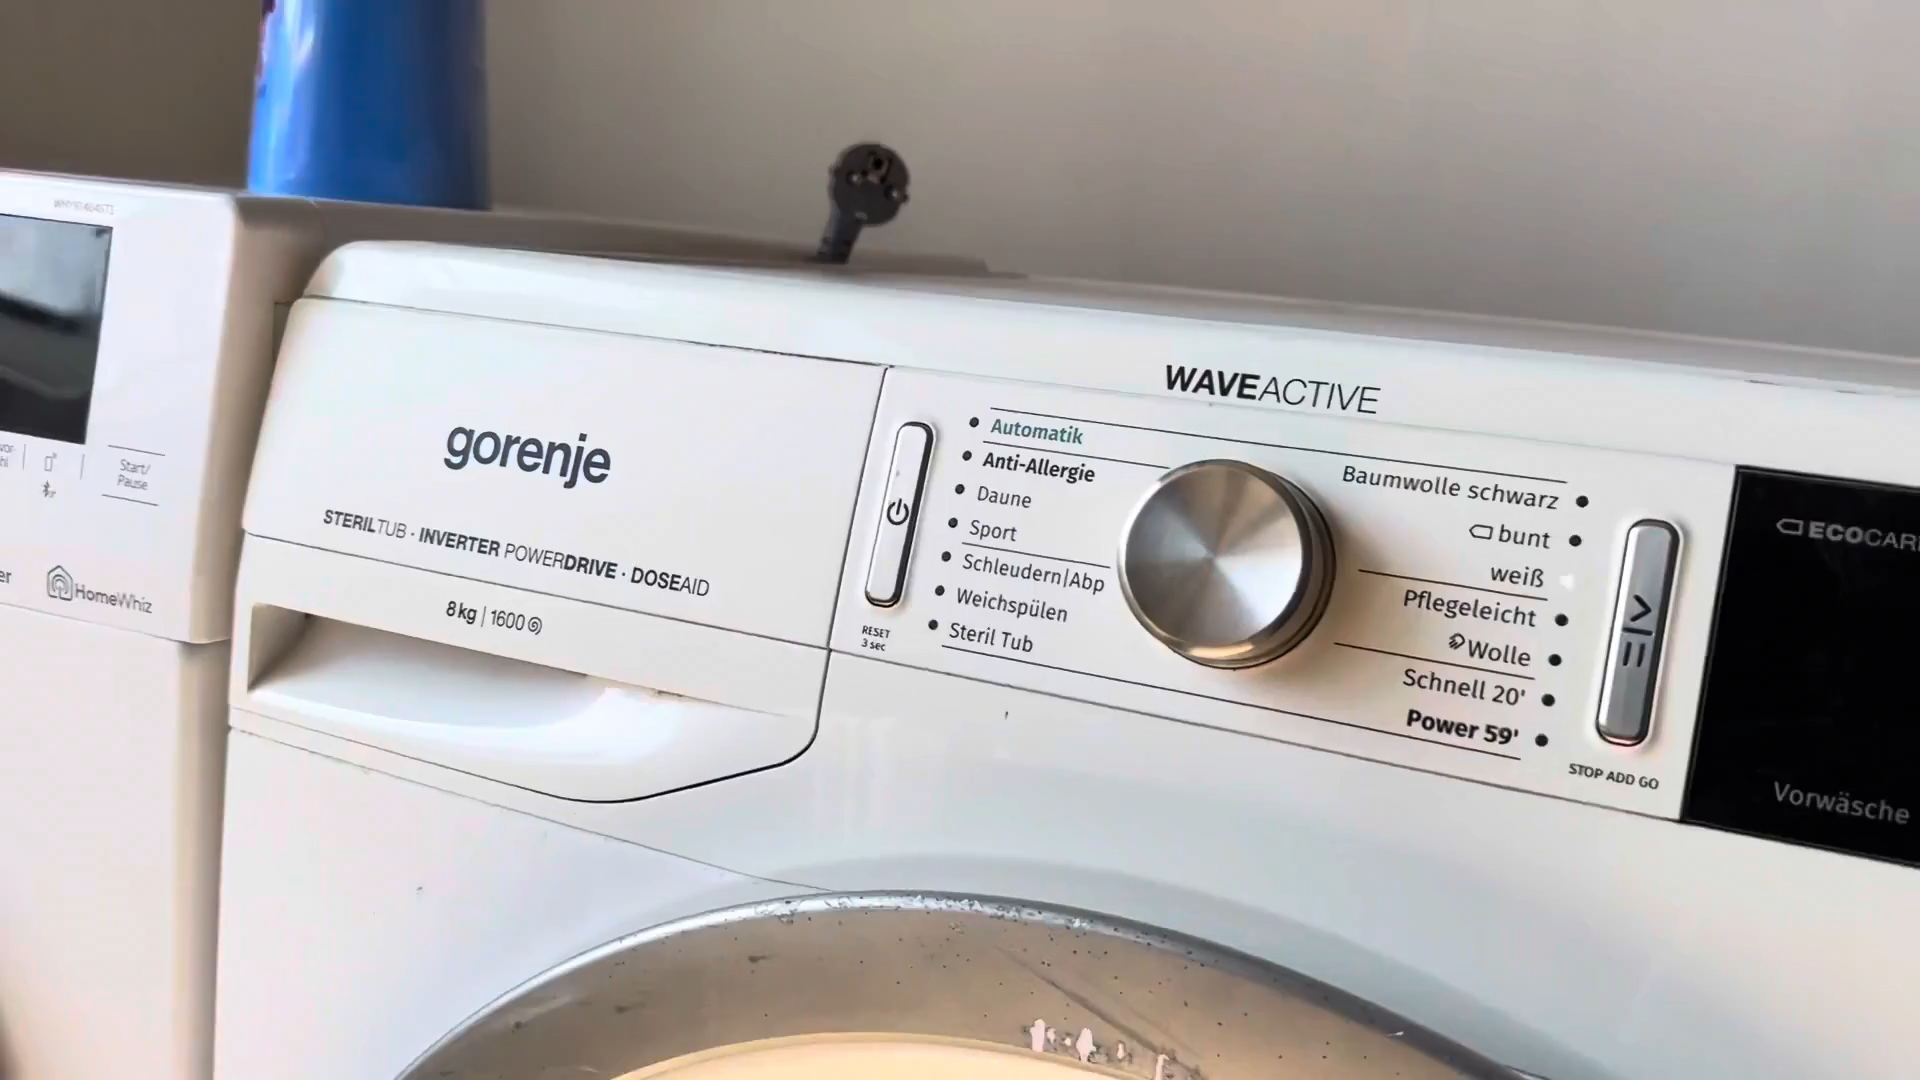 Start/
Pause
HomeWhiz
gorenje
STERILTUB · INVERTER POWERDRIVE · DOSEAID
8kg | 1600
RESET
3 sec
WAVEACTIVE
Automatik
Anti-Allergie
Daune
Sport
Schleudern|Abp
Weichspülen
Steril Tub
Baumwolle schwarz
bunt
weiß
Pflegeleicht
Wolle
Schnell 20'
Power 59'
STOP ADD GO
Vorwäsche